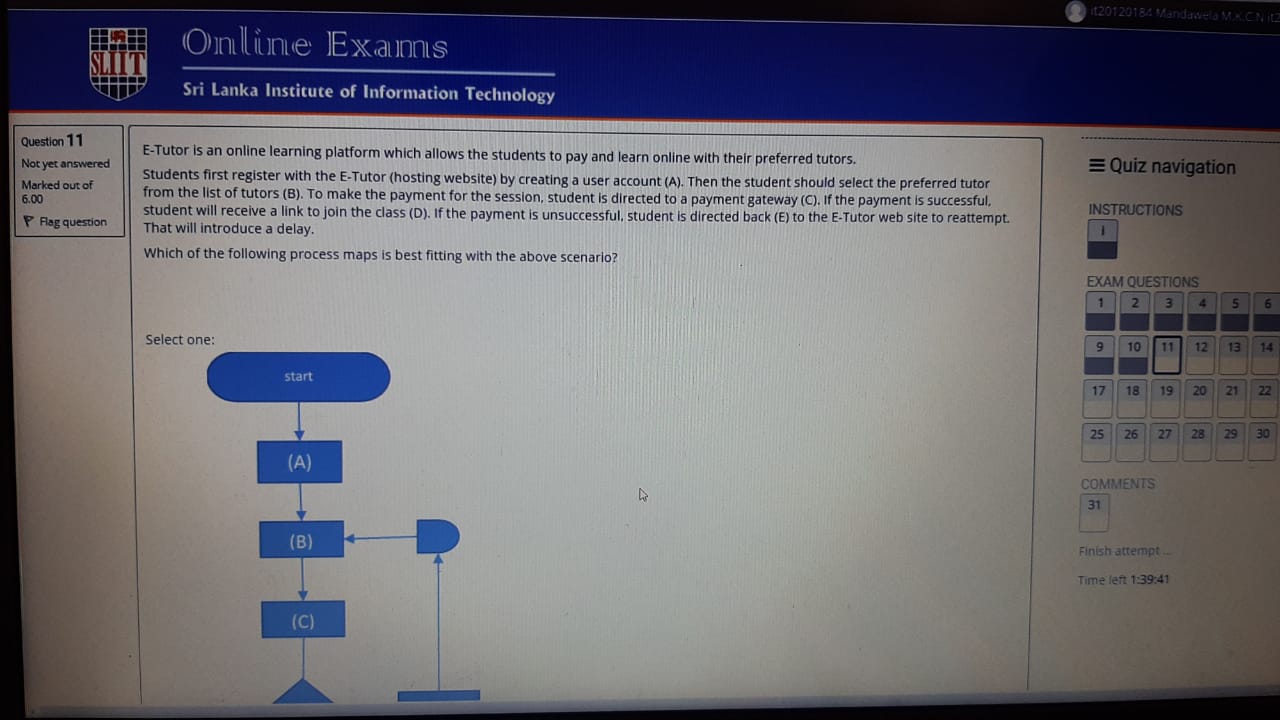 it20120184 Mandawela M.K.C.N
SLIIT
Online Exams
Sri Lanka Institute of Information Technology
Question 11
Not yet answered
Marked out of
6.00
Flag question
E-Tutor is an online learning platform which allows the students to pay and learn online with their preferred tutors.
Students first register with the E-Tutor (hosting website) by creating a user account (A). Then the student should select the preferred tutor
from the list of tutors (B). To make the payment for the session, student is directed to a payment gateway (C). If the payment is successful,
student will receive a link to join the class (D). If the payment is unsuccessful, student is directed back (E) to the E-Tutor web site to reattempt.
That will introduce a delay.
Which of the following process maps is best fitting with the above scenario?
Select one:
start
(A)
(B)
(C)
Quiz navigation
INSTRUCTIONS
i
EXAM QUESTIONS
1 2 3 4 5 6
9 10 11 12 13 14
17 18 19 20 21 22
25 26 27 28 29 30
COMMENTS
31
Finish attempt ...
Time left 1:39:41